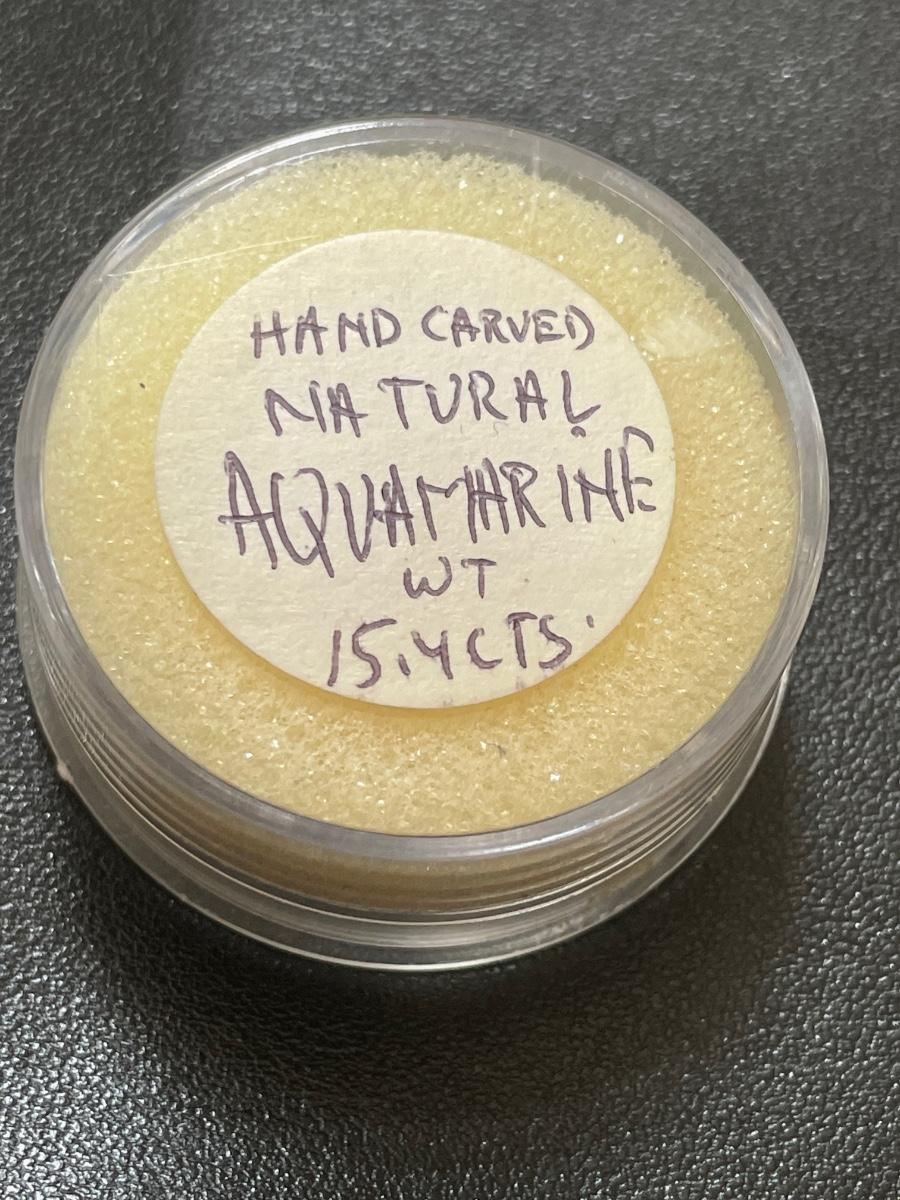 HAND CARVED
NATURAL
AQUAMARINE
WT
15.4CTS.